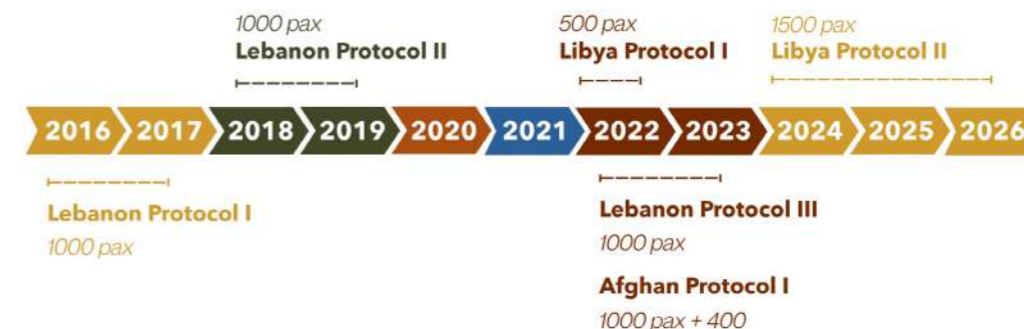 1000 pax
Lebanon Protocol II
500 pax
Libya Protocol I
1500 pax
Libya Protocol II
2016 2017 2018 2019 2020 2021 2022 2023 2024 2025 2026
Lebanon Protocol I
1000 pax
Lebanon Protocol III
1000 pax
Afghan Protocol I
1000 pax + 400